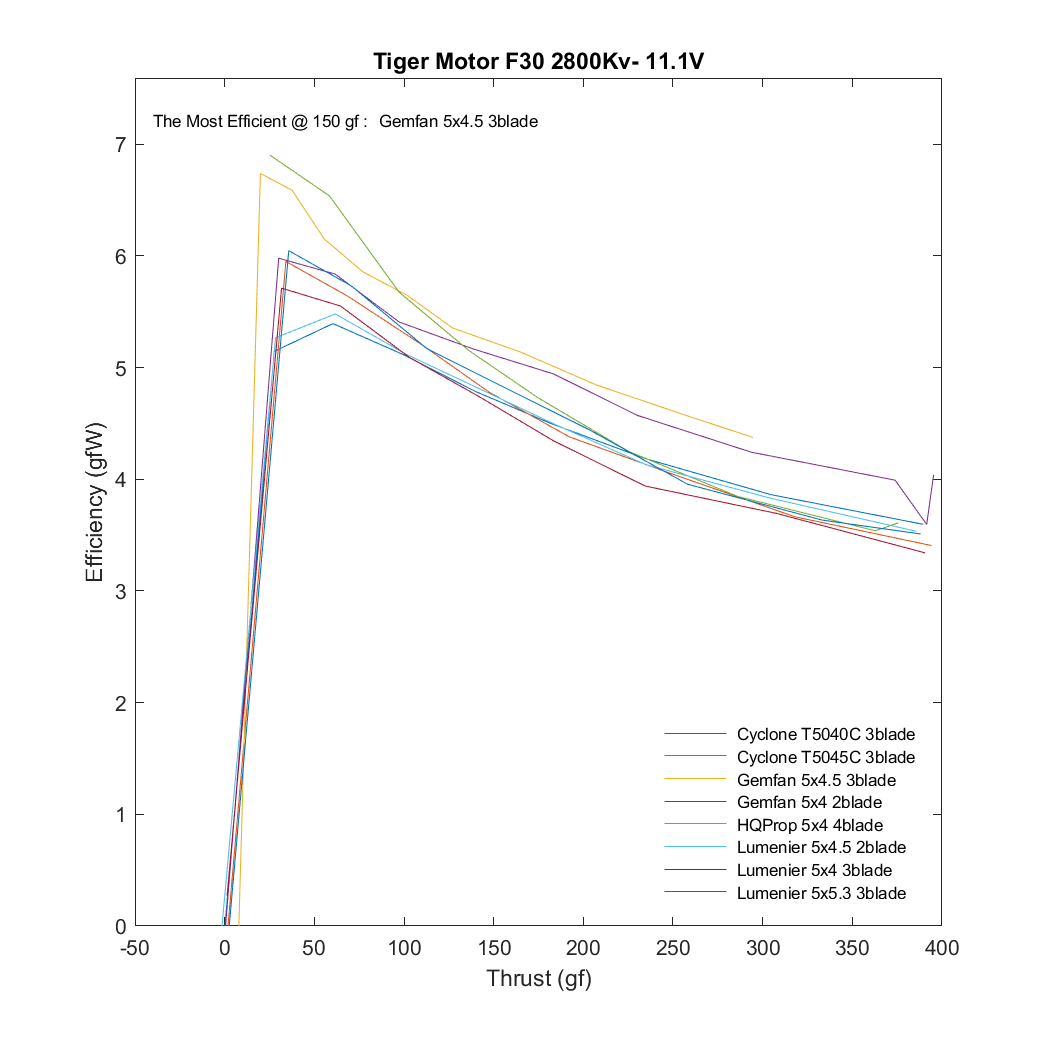 Tiger Motor F30 2800Kv- 11.1V
The Most Efficient @ 150 gf :  Gemfan 5x4.5 3blade
7
6
5
4
3
2
1
0
Efficiency (gfW)
Cyclone T5040C 3blade
Cyclone T5045C 3blade
Gemfan 5x4.5 3blade
Gemfan 5x4 2blade
HQProp 5x4 4blade
Lumenier 5x4.5 2blade
Lumenier 5x4 3blade
Lumenier 5x5.3 3blade
-50 0 50 100 150 200 250 300 350 400
Thrust (gf)